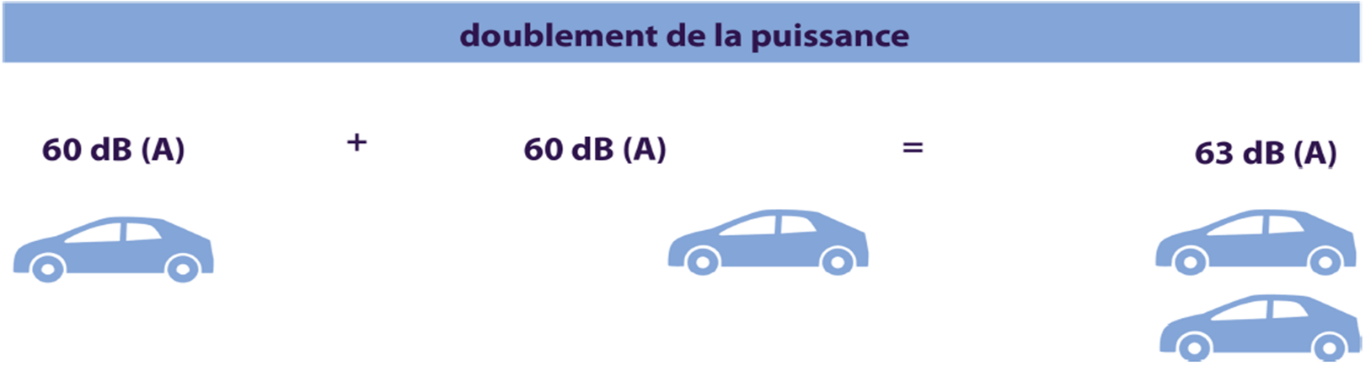 doublement de la puissance
60 dB (A) + 60 dB (A) = 63 dB (A)